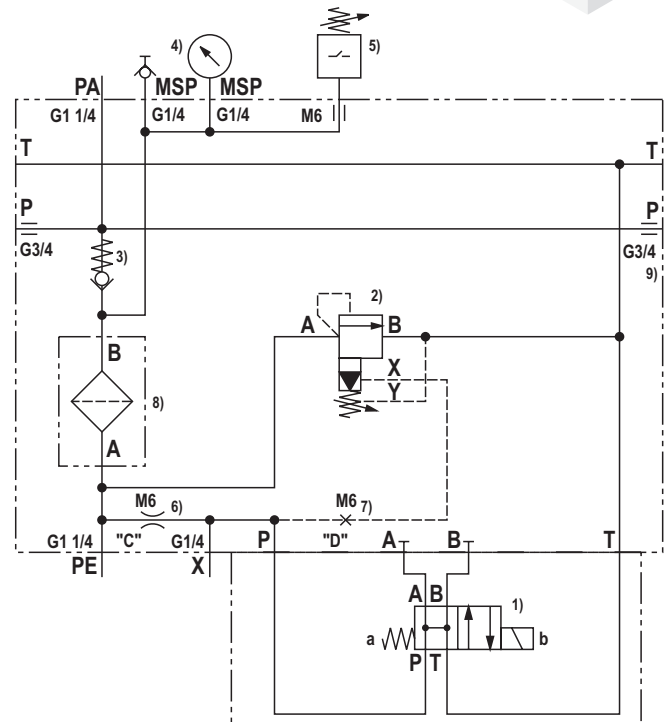 4)
5)
PA MSP MSP
G1 1/4 G1/4 G1/4 M6
T T
P P
G3/4 3) G3/4
9)
2)
A B
B X
8) Y
A
M6 6) M6 7)
G1 1/4 "C" G1/4 P "D" A B T
PE X
A B 1)
a b
P T